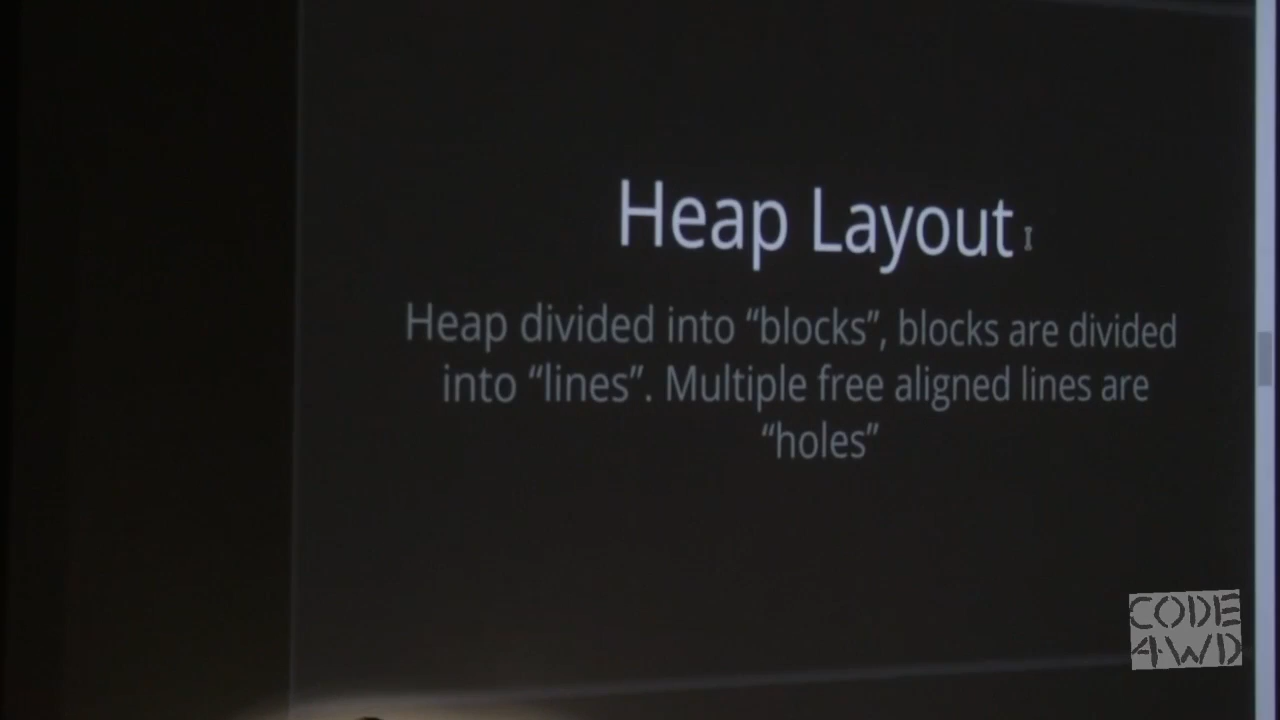 Heap Layout
Heap divided into “blocks”, blocks are divided
into “lines”. Multiple free aligned lines are
“holes”
CODE
4WD